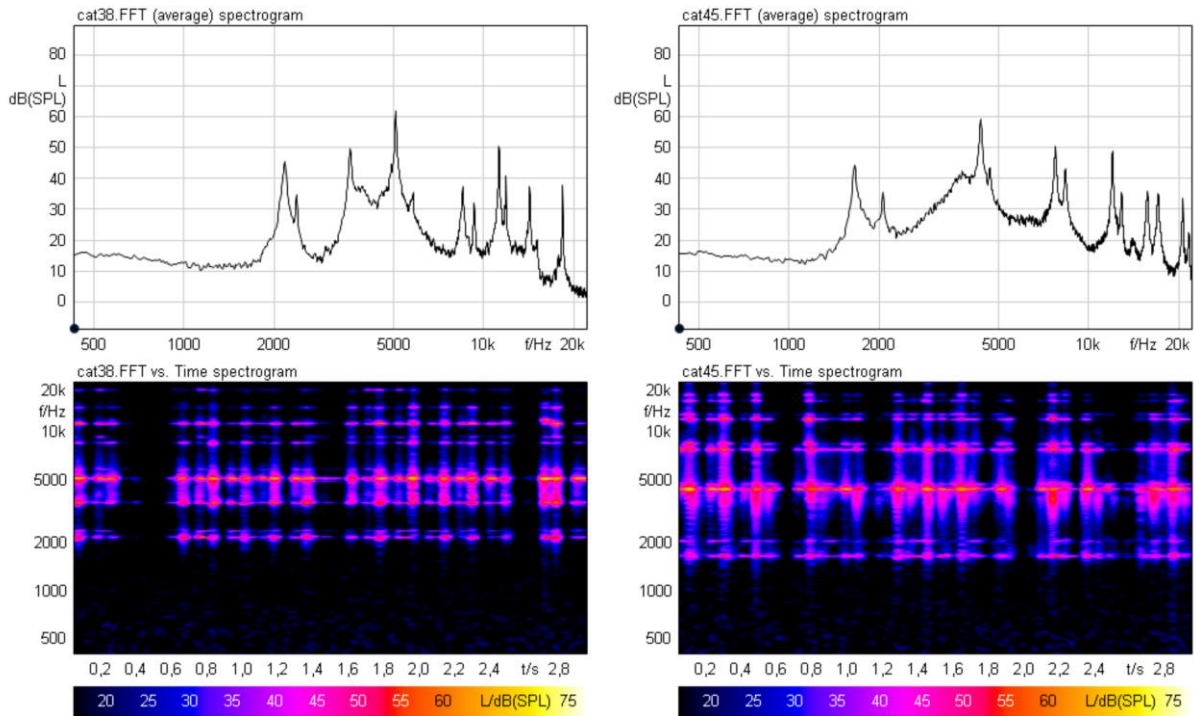 cat38.FFT (average) spectrogram
80
L
dB(SPL)
60
50
40
30
20
10
0
500 1000 2000 5000 10k f/Hz 20k
cat45.FFT (average) spectrogram
80
L
dB(SPL)
60
50
40
30
20
10
0
500 1000 2000 5000 10k f/Hz 20k
cat38.FFT vs. Time spectrogram
20k
f/Hz
10k
5000
2000
1000
500
0,2 0,4 0,6 0,8 1,0 1,2 1,4 1,6 1,8 2,0 2,2 2,4 t/s 2,8
20 25 30 35 40 45 50 55 60 L/dB(SPL) 75
cat45.FFT vs. Time spectrogram
20k
f/Hz
10k
5000
2000
1000
500
0,2 0,4 0,6 0,8 1,0 1,2 1,4 1,6 1,8 2,0 2,2 2,4 t/s 2,8
20 25 30 35 40 45 50 55 60 L/dB(SPL) 75